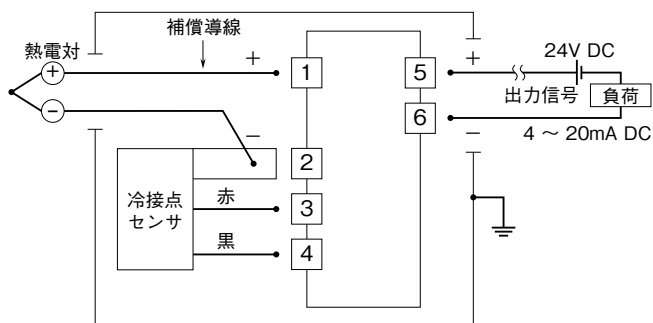 補償導線
熱電対
+
+
1
5
+
24V DC
出力信号
負荷
−
6
−
4 ～ 20mA DC
−
2
冷接点
センサ
赤
3
黒
4